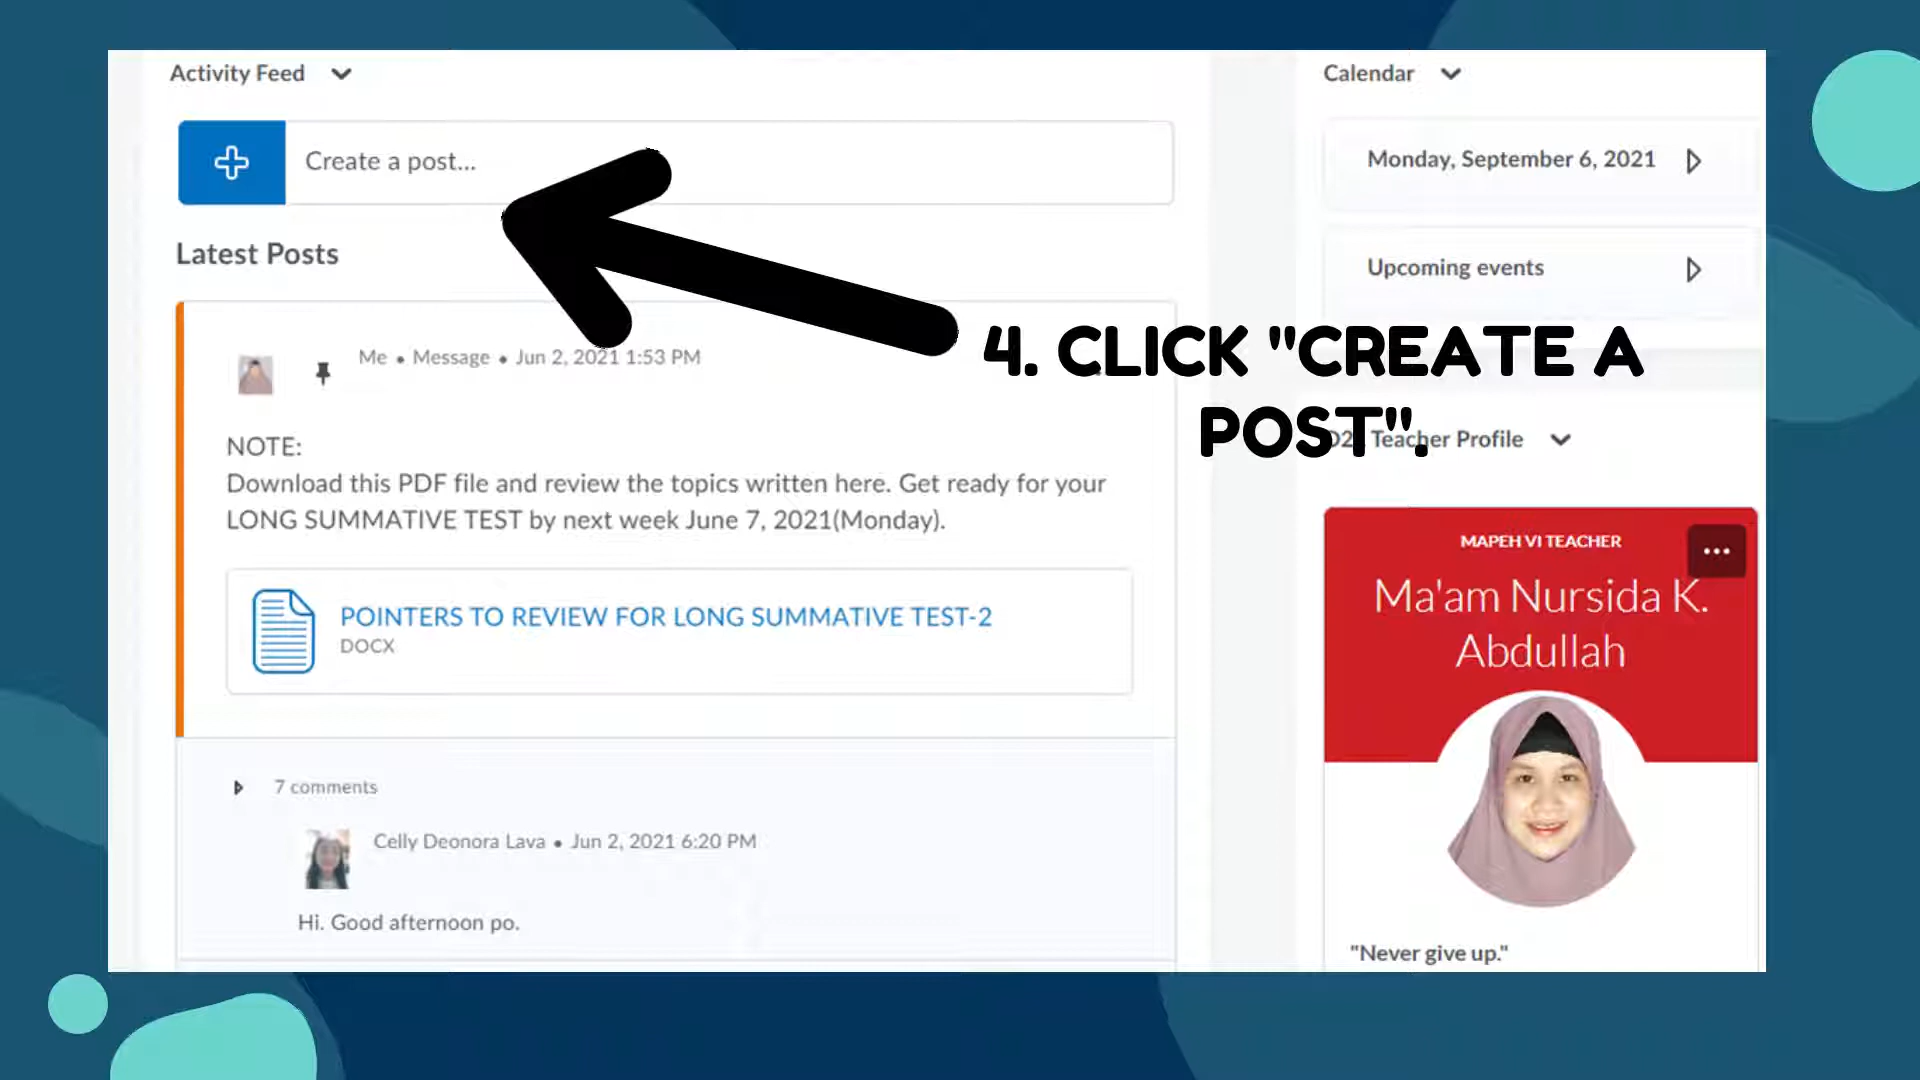 Activity Feed
Create a post...
Latest Posts
Me • Message • Jun 2, 2021 1:53 PM
NOTE:
Download this PDF file and review the topics written here. Get ready for your
LONG SUMMATIVE TEST by next week June 7, 2021(Monday).
POINTERS TO REVIEW FOR LONG SUMMATIVE TEST-2
DOCX
7 comments
Celly Deonora Lava • Jun 2, 2021 6:20 PM
Hi. Good afternoon po.
Calendar
Monday, September 6, 2021
Upcoming events
4. CLICK "CREATE A
POST".
Teacher Profile
MAPEH VI TEACHER
Ma'am Nursida K.
Abdullah
"Never give up."